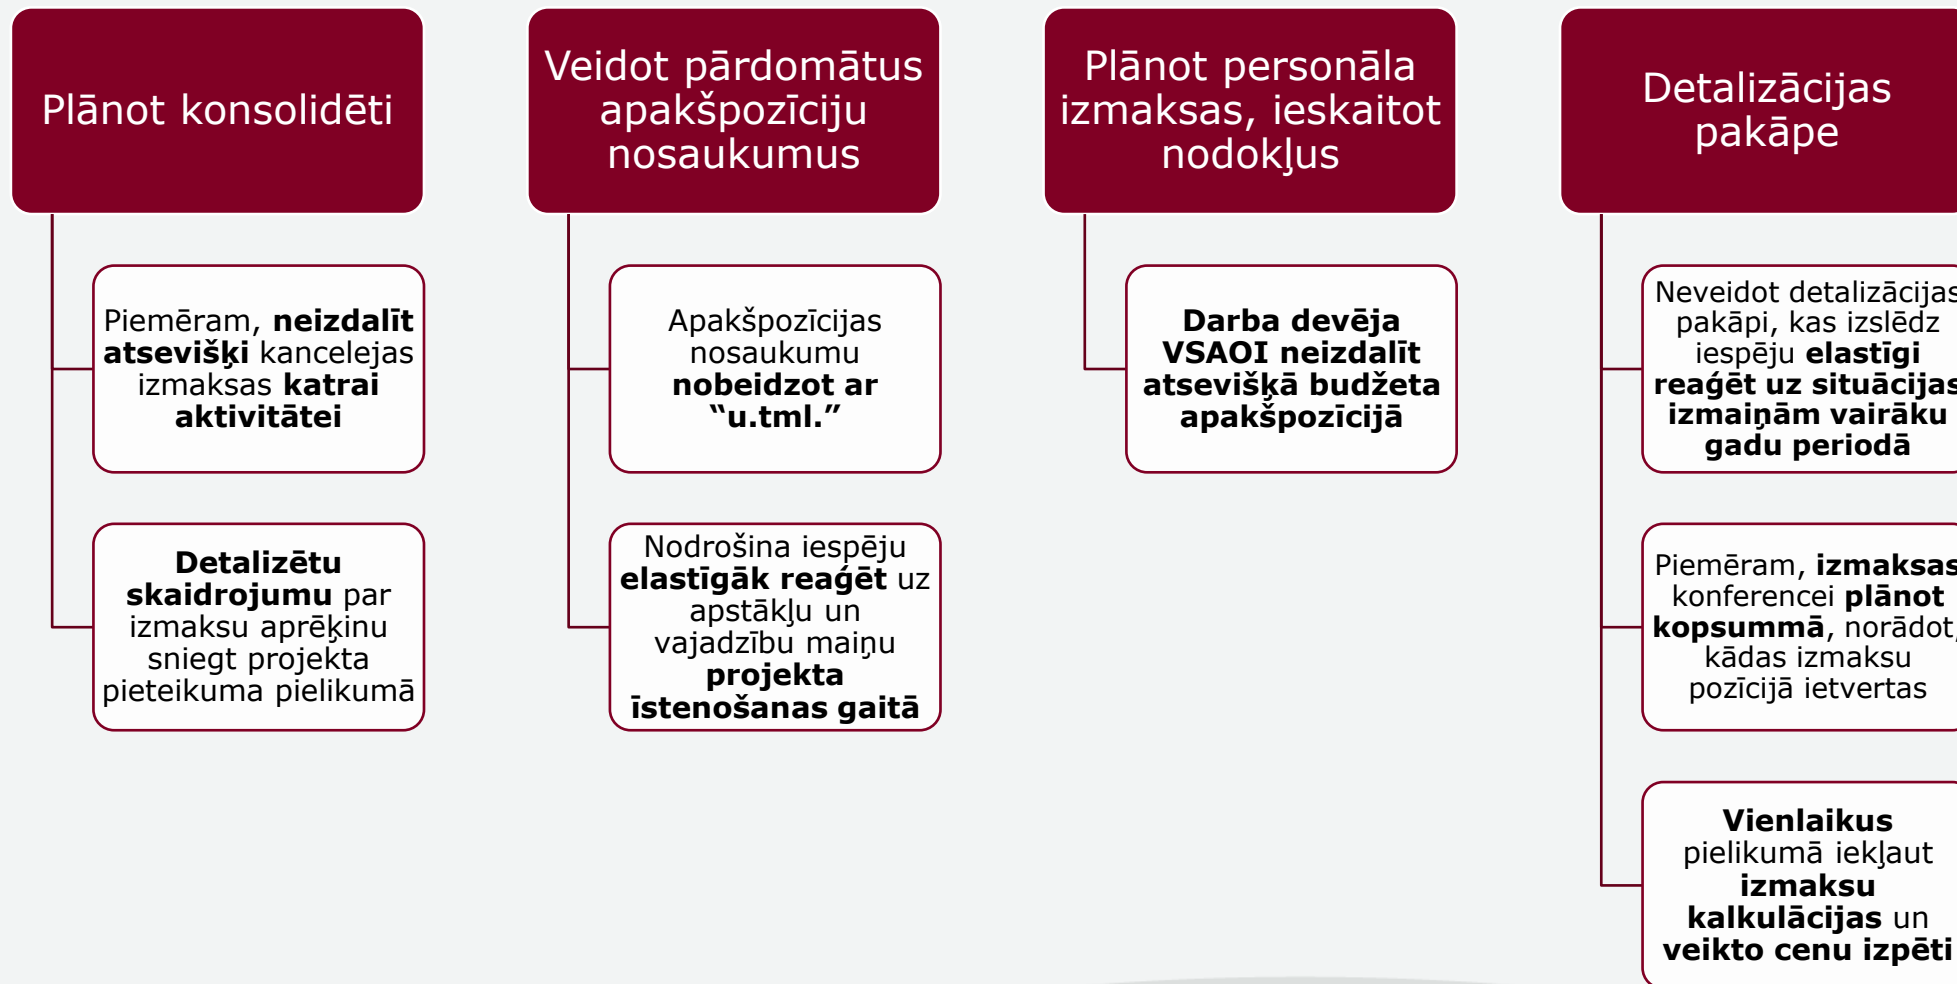 Plānot konsolidēti
Piemēram, neizdalīt
atsevišķi kancelejas
izmaksas katrai
aktivitātei
Detalizētu
skaidrojumu par
izmaksu aprēķinu
sniegt projekta
pieteikuma pielikumā
Veidot pārdomātus
apakšpozīciju
nosaukumus
Apakšpozīcijas
nosaukumu
nobeidzot ar
“u.tml.”
Nodrošina iespēju
elastīgāk reaģēt uz
apstākļu un
vajadzību maiņu
projekta
īstenošanas gaitā
Plānot personāla
izmaksas, ieskaitot
nodokļus
Darba devēja
VSAOI neizdalīt
atsevišķā budžeta
apakšpozīcijā
Detalizācijas
pakāpe
Neveidot detalizācijas
pakāpi, kas izslēdz
iespēju elastīgi
reaģēt uz situācijas
izmaiņām vairāku
gadu periodā
Piemēram, izmaksas
konferencei plānot
kopsummā, norādot,
kādas izmaksu
pozīcijā ietvertas
Vienlaikus
pielikumā iekļaut
izmaksu
kalkulācijas un
veikto cenu izpēti